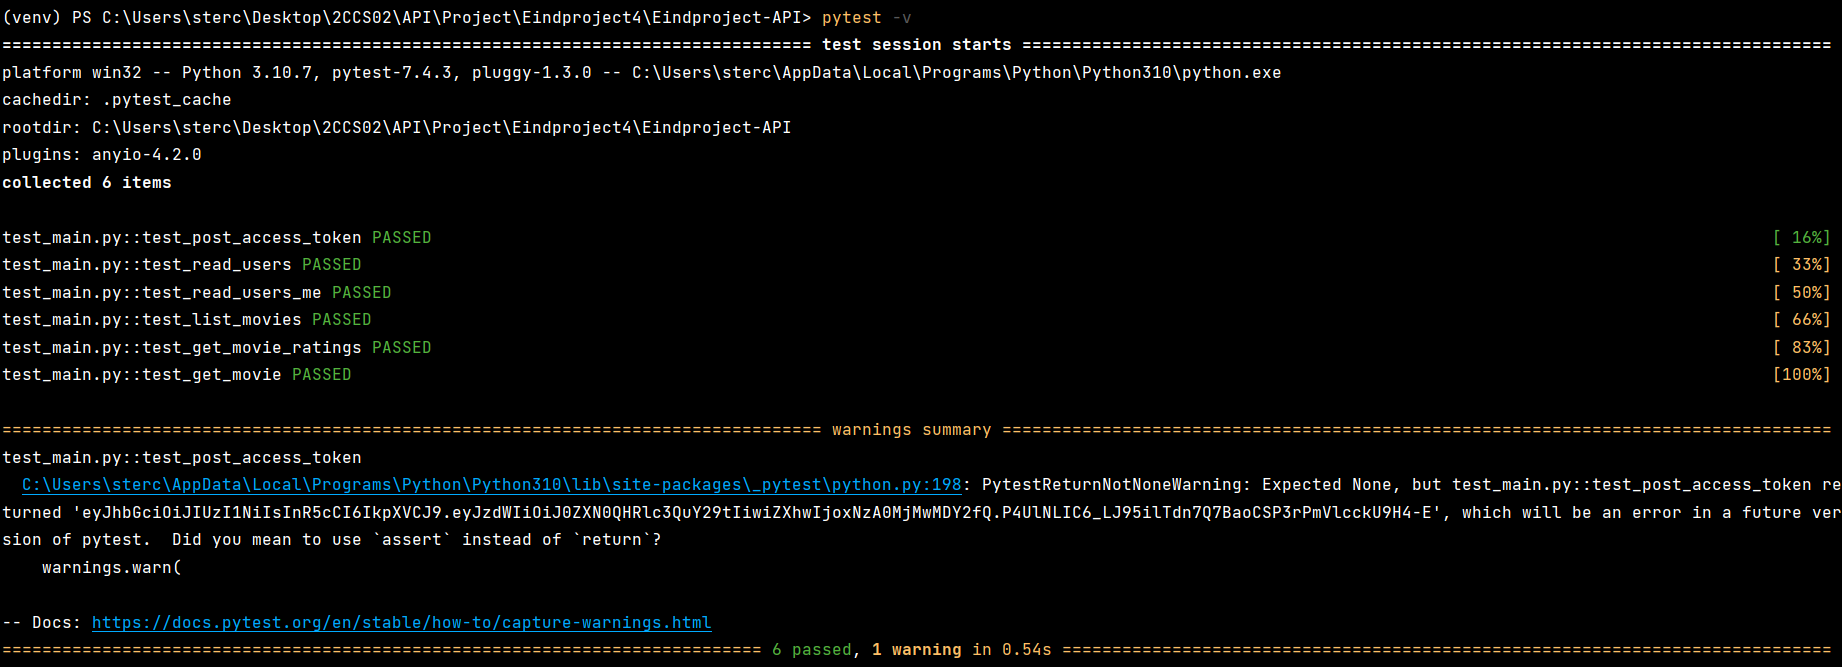 (venv) PS C:\Users\sterc\Desktop\2CCS02\API\Project\Eindproject4\Eindproject-API> pytest -v
================================================================================= test session starts =================================================================================
platform win32 -- Python 3.10.7, pytest-7.4.3, pluggy-1.3.0 -- C:\Users\sterc\AppData\Local\Programs\Python\Python310\python.exe
cachedir: .pytest_cache
rootdir: C:\Users\sterc\Desktop\2CCS02\API\Project\Eindproject4\Eindproject-API
plugins: anyio-4.2.0
collected 6 items
test_main.py::test_post_access_token PASSED [ 16%]
test_main.py::test_read_users PASSED [ 33%]
test_main.py::test_read_users_me PASSED [ 50%]
test_main.py::test_list_movies PASSED [ 66%]
test_main.py::test_get_movie_ratings PASSED [ 83%]
test_main.py::test_get_movie PASSED [100%]
================================================================================== warnings summary ===================================================================================
test_main.py::test_post_access_token
C:\Users\sterc\AppData\Local\Programs\Python\Python310\lib\site-packages\_pytest\python.py:198: PytestReturnNotNoneWarning: Expected None, but test_main.py::test_post_access_token re
turned 'eyJhbGciOiJIUzI1NiIsInR5cCI6IkpXVCJ9.eyJzdWIiOiJ0ZXN0QHRlc3QuY29tIiwiZXhwIjoxNzA0MjMwMDY2fQ.P4UlNLIC6_LJ95ilTdn7Q7BaoCSP3rPmVlcckU9H4-E', which will be an error in a future ver
sion of pytest.  Did you mean to use `assert` instead of `return`?
warnings.warn(
-- Docs: https://docs.pytest.org/en/stable/how-to/capture-warnings.html
============================================================================ 6 passed, 1 warning in 0.54s =============================================================================